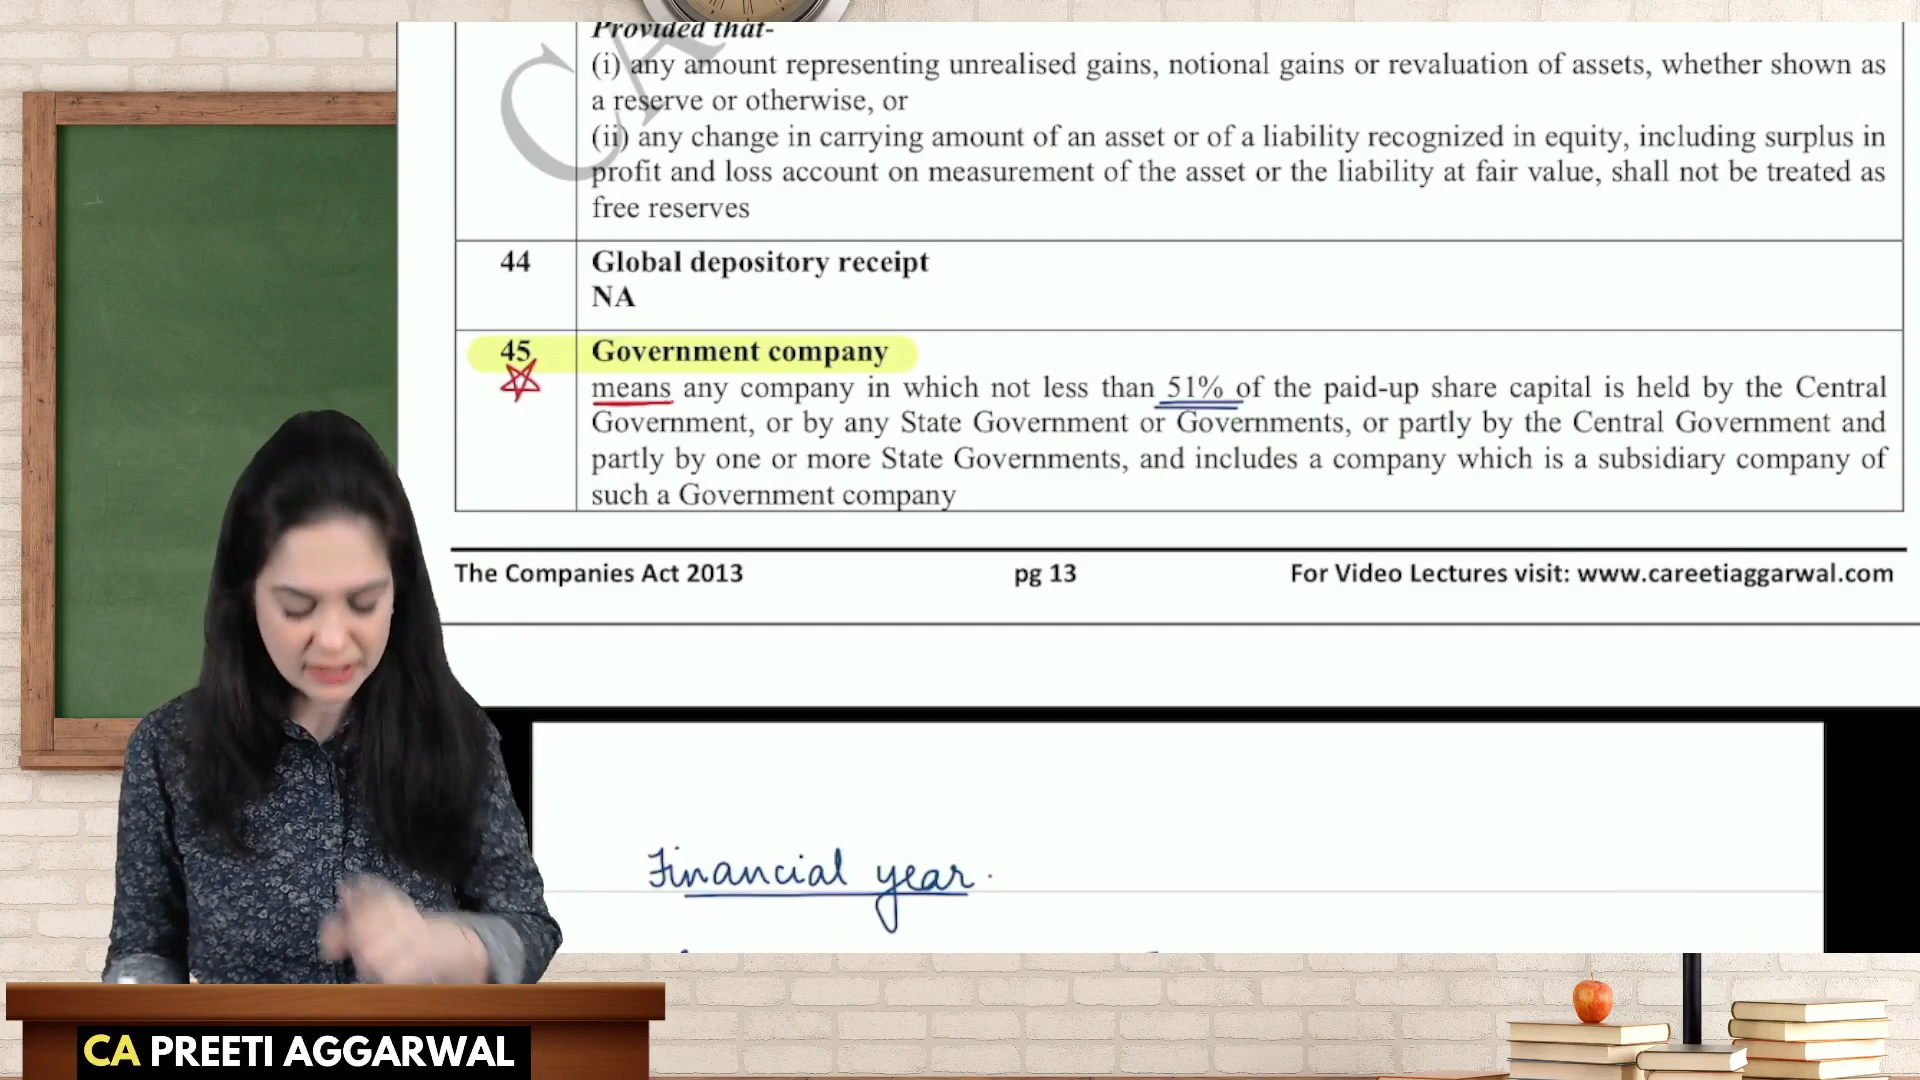 Provided that-
(i) any amount representing unrealised gains, notional gains or revaluation of assets, whether shown as
a reserve or otherwise, or
(ii) any change in carrying amount of an asset or of a liability recognized in equity, including surplus in
profit and loss account on measurement of the asset or the liability at fair value, shall not be treated as
free reserves
44 Global depository receipt
NA
45 Government company
means any company in which not less than 51% of the paid-up share capital is held by the Central
Government, or by any State Government or Governments, or partly by the Central Government and
partly by one or more State Governments, and includes a company which is a subsidiary company of
such a Government company
The Companies Act 2013 pg 13 For Video Lectures visit: www.careetiaggarwal.com
Financial year.
CA PREETI AGGARWAL
CA